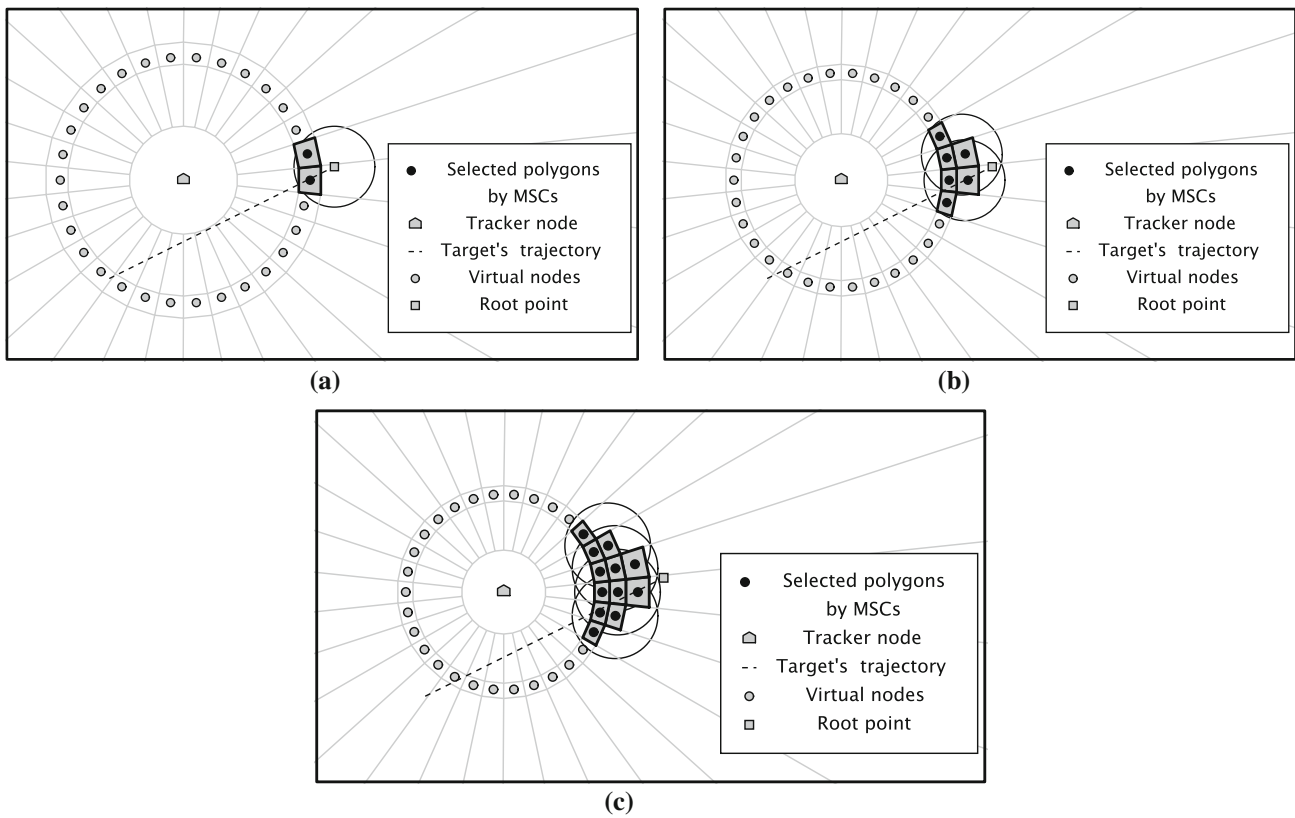 Selected polygons
by MSCs
Tracker node
Target's trajectory
Virtual nodes
Root point
(a)
Selected polygons
by MSCs
Tracker node
Target's trajectory
Virtual nodes
Root point
(b)
Selected polygons
by MSCs
Tracker node
Target's trajectory
Virtual nodes
Root point
(c)